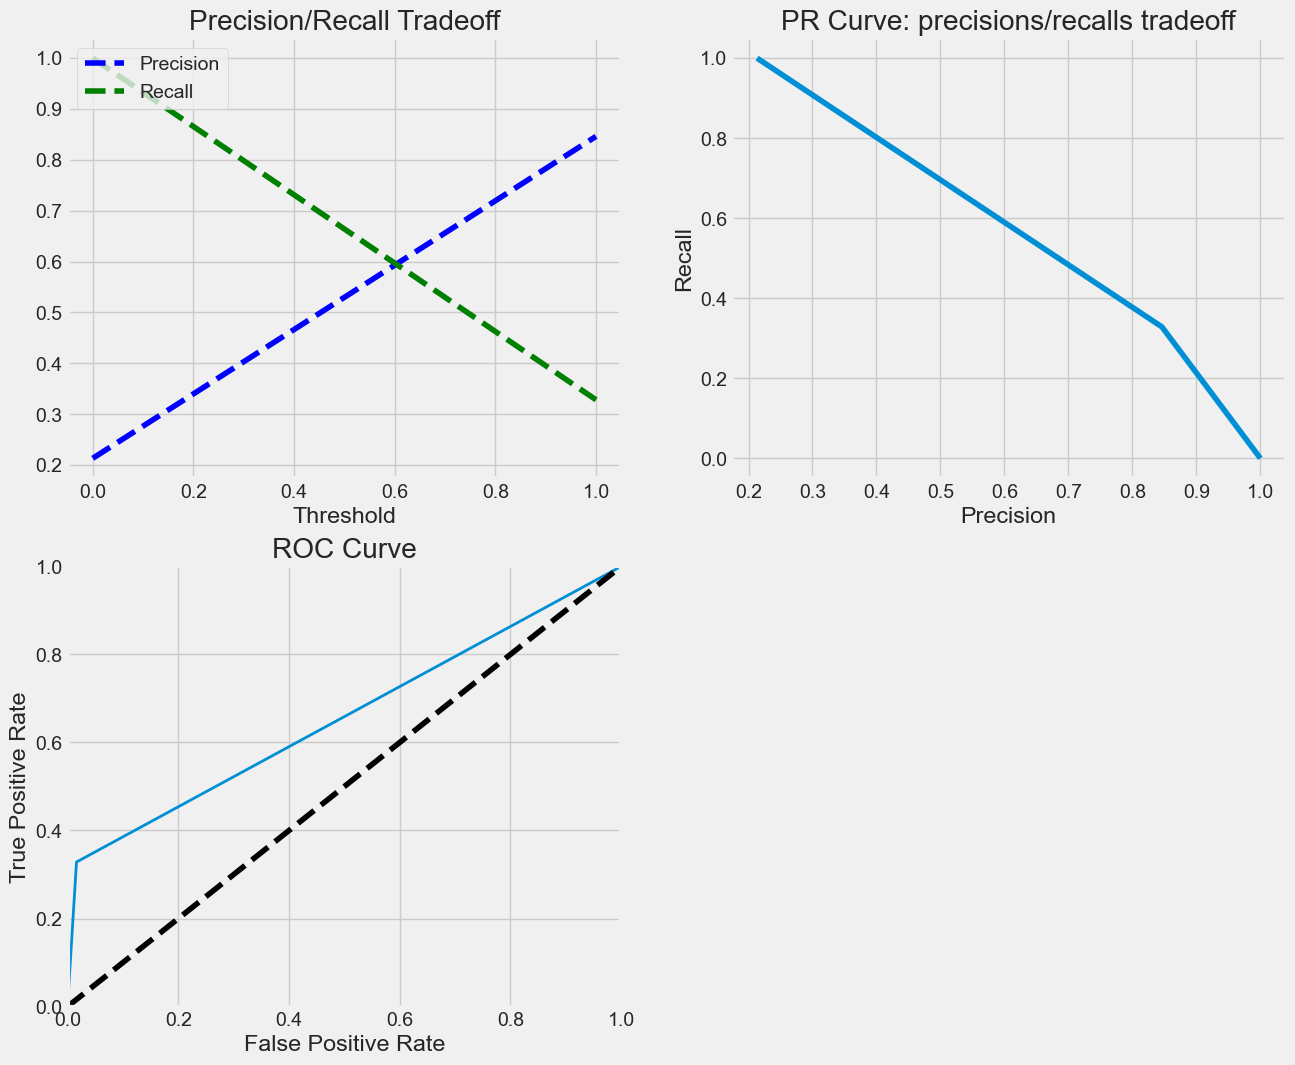 Precision/Recall Tradeoff
1.0
0.9
0.8
0.7
0.6
0.5
0.4
0.3
0.2
Precision
Recall
0.0 0.2 0.4 0.6 0.8 1.0
Threshold
PR Curve: precisions/recalls tradeoff
Recall
1.0
0.8
0.6
0.4
0.2
0.0
0.2 0.3 0.4 0.5 0.6 0.7 0.8 0.9 1.0
Precision
ROC Curve
True Positive Rate
1.0
0.8
0.6
0.4
0.2
0.0
0.0 0.2 0.4 0.6 0.8 1.0
False Positive Rate